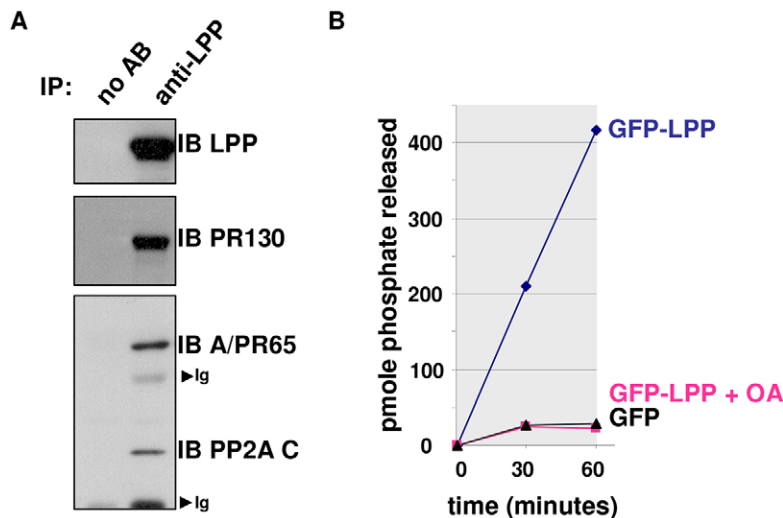 A
IP:
no AB
anti-LPP
IB LPP
IB PR130
IB A/PR65
Ig
IB PP2A C
Ig
B
pmole phosphate released
400
300
200
100
0
0 30 60
time (minutes)
GFP-LPP
GFP-LPP + OA
GFP